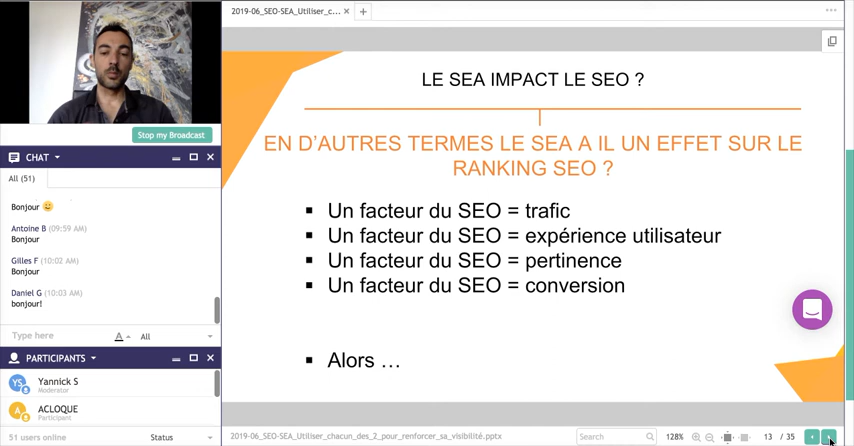 2019-06_SEO-SEA_Utiliser_c...
Stop my Broadcast
CHAT
All (51)
Bonjour
Antoine B (09:59 AM)
Bonjour
Gilles F (10:02 AM)
Bonjour
Daniel G (10:03 AM)
bonjour!
Type here
A
All
PARTICIPANTS
YS
Yannick S
Moderator
A
ACLOQUE
Participant
51 users online
Status
LE SEA IMPACT LE SEO ?
EN D'AUTRES TERMES LE SEA A IL UN EFFET SUR LE
RANKING SEO ?
▪ Un facteur du SEO = trafic
▪ Un facteur du SEO = expérience utilisateur
▪ Un facteur du SEO = pertinence
▪ Un facteur du SEO = conversion
▪ Alors …
2019-06_SEO-SEA_Utiliser_chacun_des_2_pour_renforcer_sa_visibilité.pptx
Search
128%
13 / 35